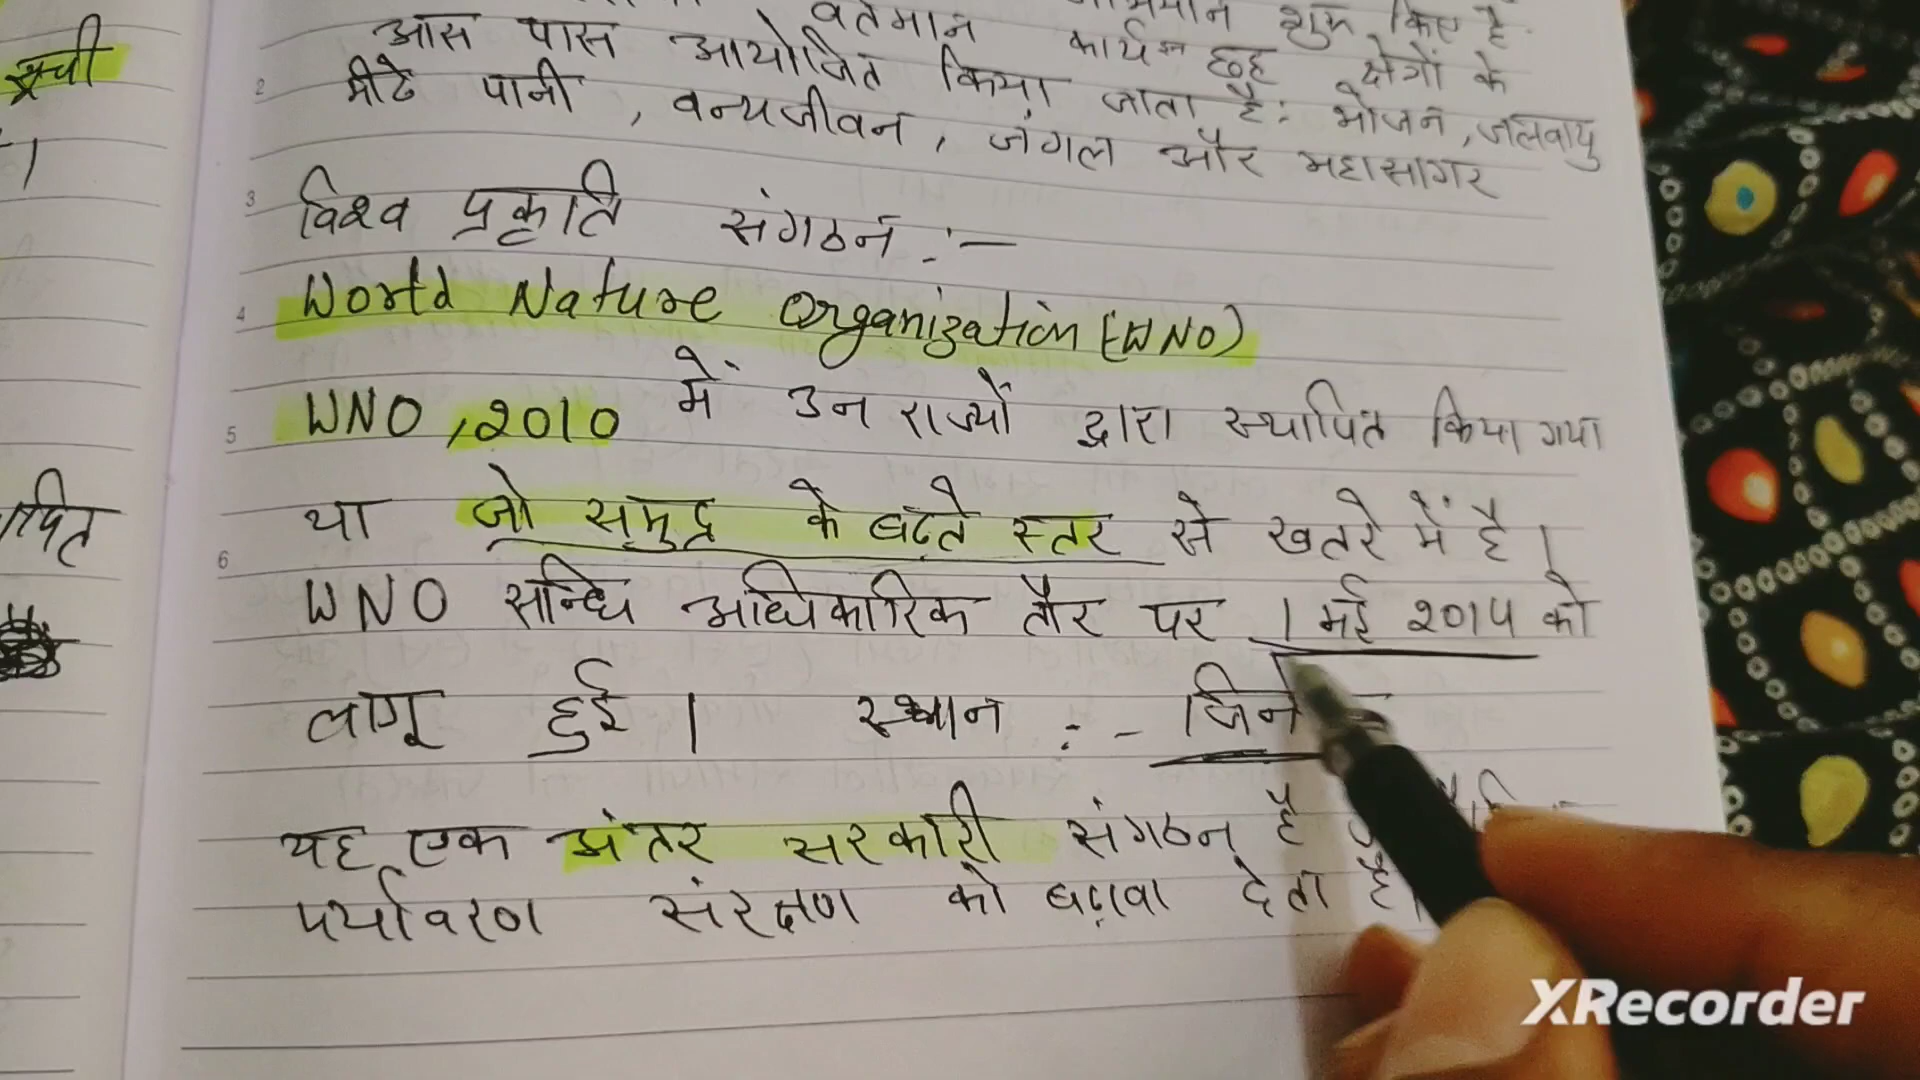 वर्तमान शुरू किए है.
आस पास आयोजित किया जाता है: भोजन, जलवायु
कार्यक्रम छह क्षेत्रों के
मीठे पानी, वन्यजीवन, जंगल और महासागर
विश्व प्रकृति संगठन :-
World Nature Organization (WNO)
WNO, 2010 में उन राज्यों द्वारा स्थापित किया गया
था जो समुद्र के बढ़ते स्तर से खतरे में है।
WNO सन्धि आधिकारिक तौर पर 1 मई 2014 को
लागू हुई। स्थान :-
यह एक अंतर सरकारी संगठन है
पर्यावरण संरक्षण को बढ़ावा देता है।
XRecorder